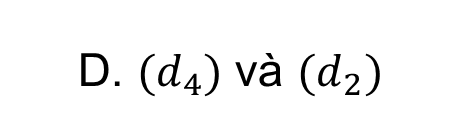 D. (d₄) và (d₂)